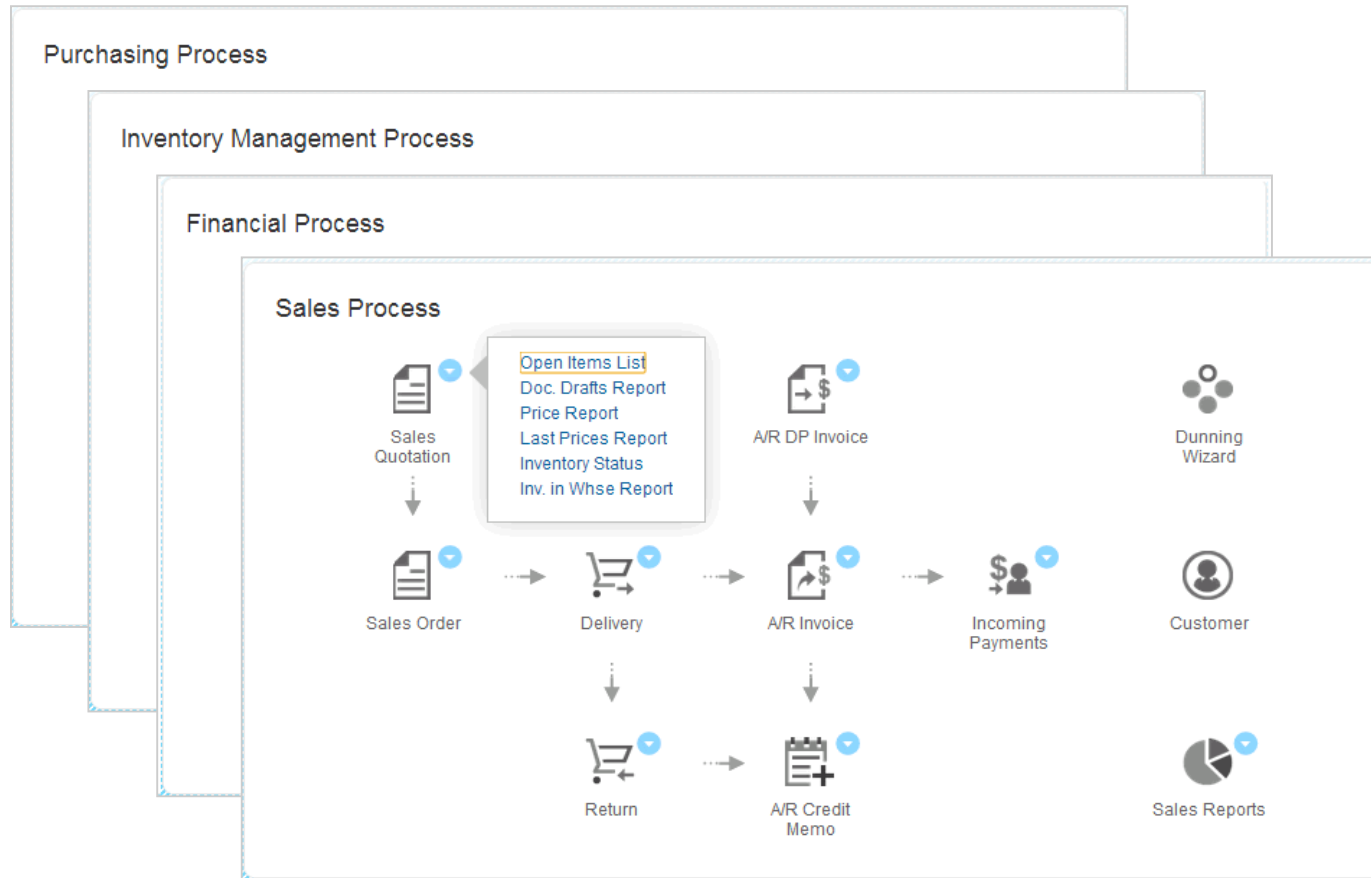 Purchasing Process
Inventory Management Process
Financial Process
Sales Process
Open Items List
Doc. Drafts Report
Price Report
Last Prices Report
Inventory Status
Inv. in Whse Report
Sales
Quotation
A/R DP Invoice
Dunning
Wizard
Sales Order
Delivery
A/R Invoice
Incoming
Payments
Customer
Return
A/R Credit
Memo
Sales Reports